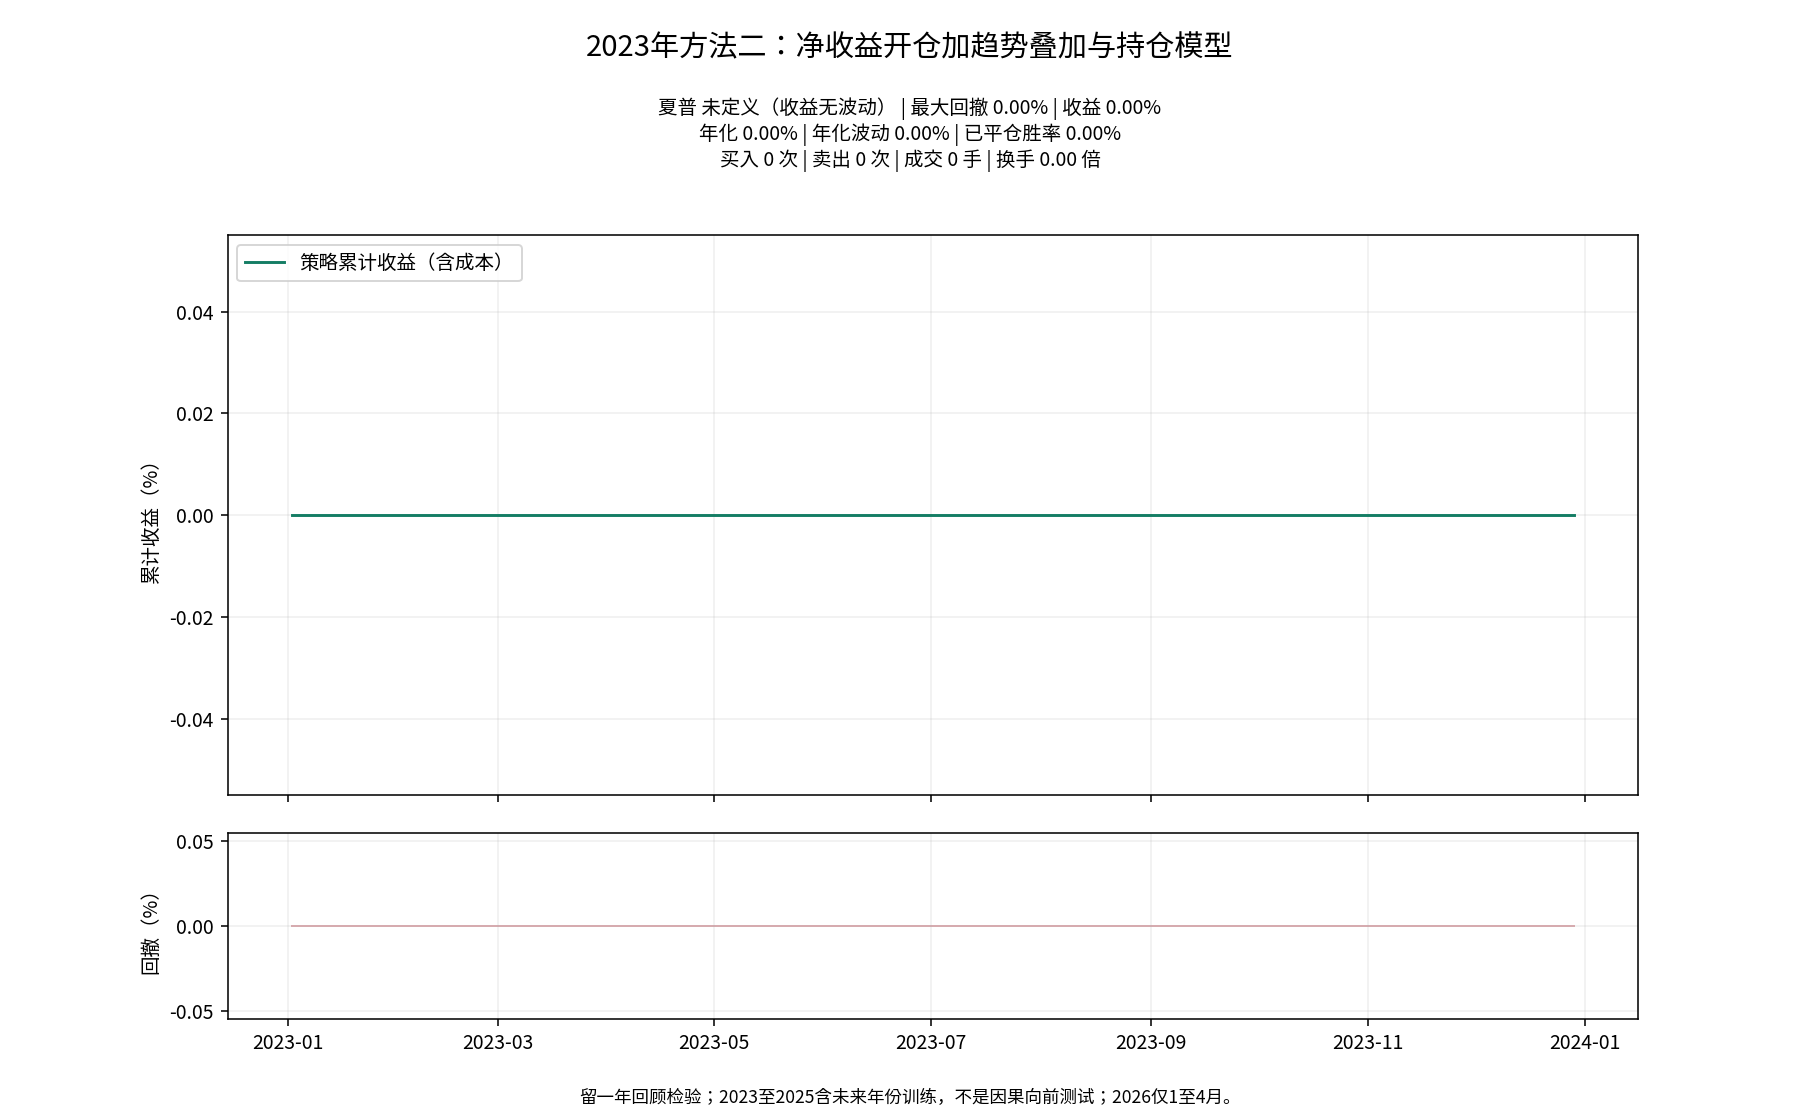 2023年方法二：净收益开仓加趋势叠加与持仓模型
夏普 未定义（收益无波动） | 最大回撤 0.00% | 收益 0.00%
年化 0.00% | 年化波动 0.00% | 已平仓胜率 0.00%
买入 0 次 | 卖出 0 次 | 成交 0 手 | 换手 0.00 倍
策略累计收益（含成本）
累计收益（%）
0.04
0.02
0.00
-0.02
-0.04
回撤（%）
0.05
0.00
-0.05
2023-01 2023-03 2023-05 2023-07 2023-09 2023-11 2024-01
留一年回顾检验；2023至2025含未来年份训练，不是因果向前测试；2026仅1至4月。